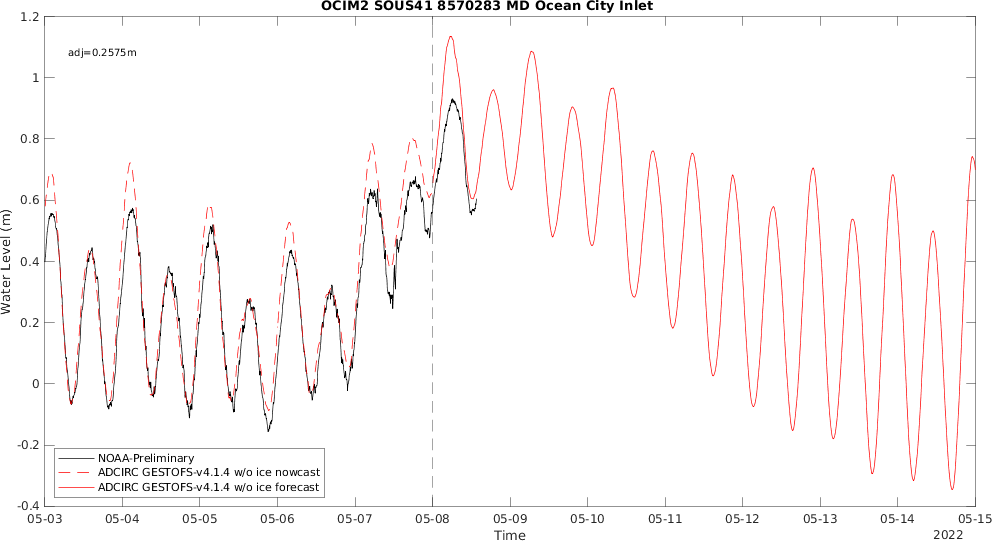 OCIM2 SOUS41 8570283 MD Ocean City Inlet
1.2
adj=0.2575m
1
0.8
0.6
0.4
0.2
0
-0.2
-0.4
Water Level (m)
NOAA-Preliminary
ADCIRC GESTOFS-v4.1.4 w/o ice nowcast
ADCIRC GESTOFS-v4.1.4 w/o ice forecast
05-03 05-04 05-05 05-06 05-07 05-08 05-09 05-10 05-11 05-12 05-13 05-14 05-15
Time
2022